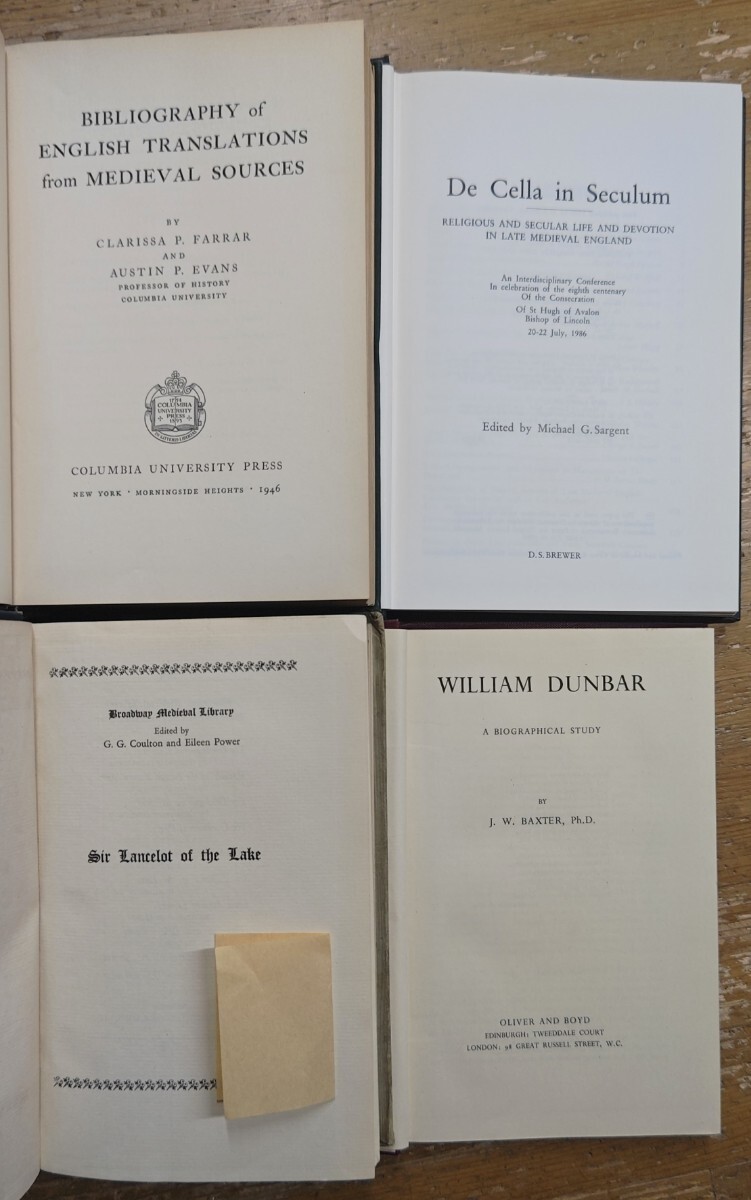 BIBLIOGRAPHY of
ENGLISH TRANSLATIONS
from MEDIEVAL SOURCES
BY
CLARISSA P. FARRAR
AND
AUSTIN P. EVANS
PROFESSOR OF HISTORY
COLUMBIA UNIVERSITY
COLUMBIA
UNIVERSITY
PRESS
COLUMBIA UNIVERSITY PRESS
NEW YORK · MORNINGSIDE HEIGHTS · 1946
De Cella in Seculum
RELIGIOUS AND SECULAR LIFE AND DEVOTION
IN LATE MEDIEVAL ENGLAND
An Interdisciplinary Conference
In celebration of the eighth centenary
Of the Consecration
Of St Hugh of Avalon
Bishop of Lincoln
20-22 July, 1986
Edited by Michael G. Sargent
D. S. BREWER
Broadway Medieval Library
Edited by
G. G. Coulton and Eileen Power
Sir Lancelot of the Lake
WILLIAM DUNBAR
A BIOGRAPHICAL STUDY
BY
J. W. BAXTER, Ph.D.
OLIVER AND BOYD
EDINBURGH: TWEEDDALE COURT
LONDON: 98 GREAT RUSSELL STREET, W.C.